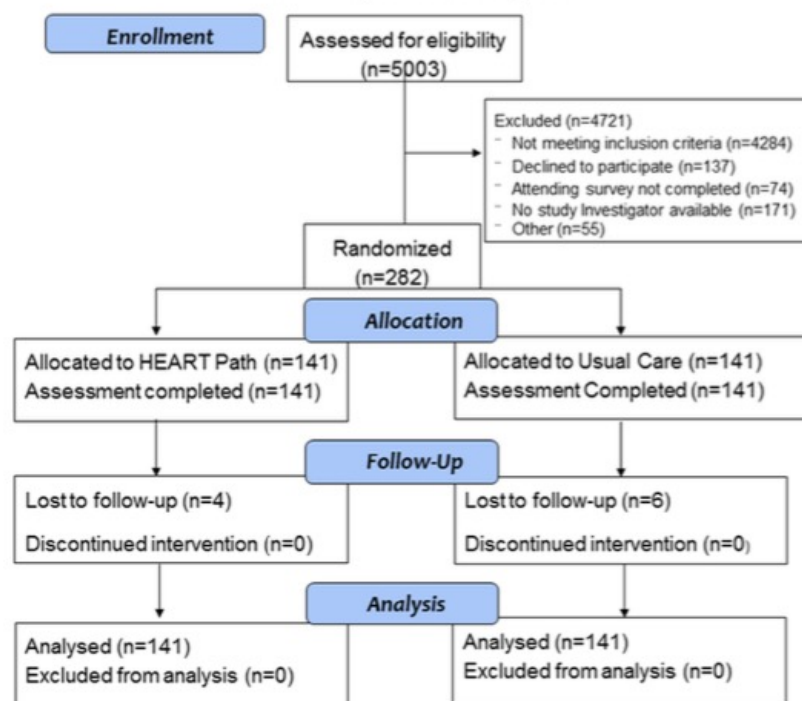 Enrollment
Assessed for eligibility
(n=5003)
Excluded (n=4721)
- Not meeting inclusion criteria (n=4284)
- Declined to participate (n=137)
- Attending survey not completed (n=74)
- No study Investigator available (n=171)
- Other (n=55)
Randomized
(n=282)
Allocation
Allocated to HEART Path (n=141)
Assessment completed (n=141)
Allocated to Usual Care (n=141)
Assessment Completed (n=141)
Follow-Up
Lost to follow-up (n=4)
Discontinued intervention (n=0)
Lost to follow-up (n=6)
Discontinued intervention (n=0)
Analysis
Analysed (n=141)
Excluded from analysis (n=0)
Analysed (n=141)
Excluded from analysis (n=0)